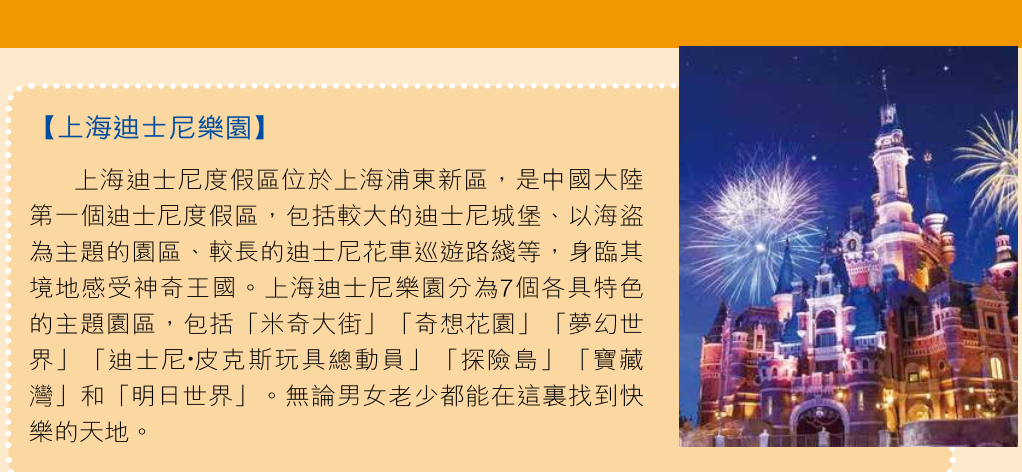 【上海迪士尼樂園】
上海迪士尼度假區位於上海浦東新區，是中國大陸
第一個迪士尼度假區，包括較大的迪士尼城堡、以海盜
為主題的園區、較長的迪士尼花車巡遊路綫等，身臨其
境地感受神奇王國。上海迪士尼樂園分為7個各具特色
的主題園區，包括「米奇大街」「奇想花園」「夢幻世
界」「迪士尼•皮克斯玩具總動員」「探險島」「寶藏
灣」和「明日世界」。無論男女老少都能在這裏找到快
樂的天地。